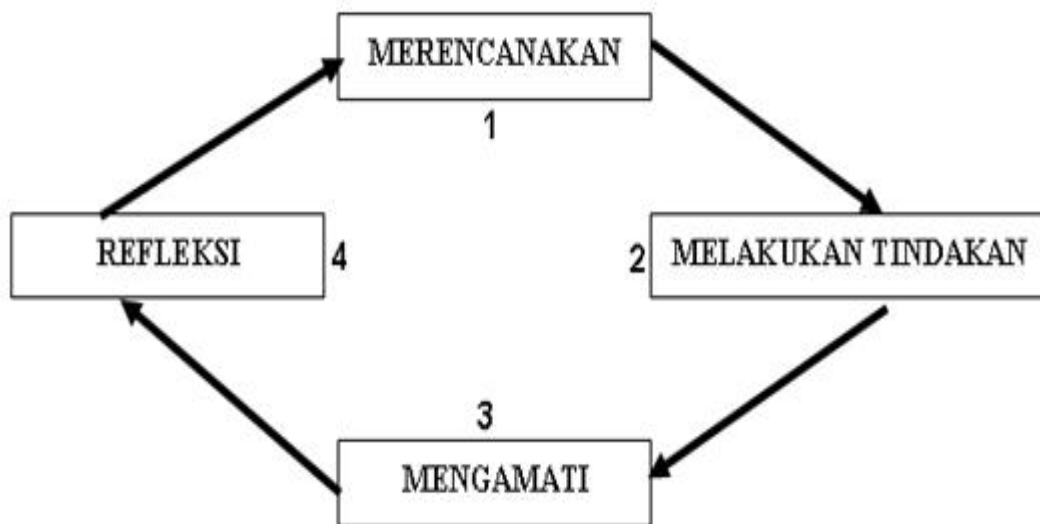 MERENCANAKAN
1
REFLEKSI
4
2
MELAKUKAN TINDAKAN
3
MENGAMATI